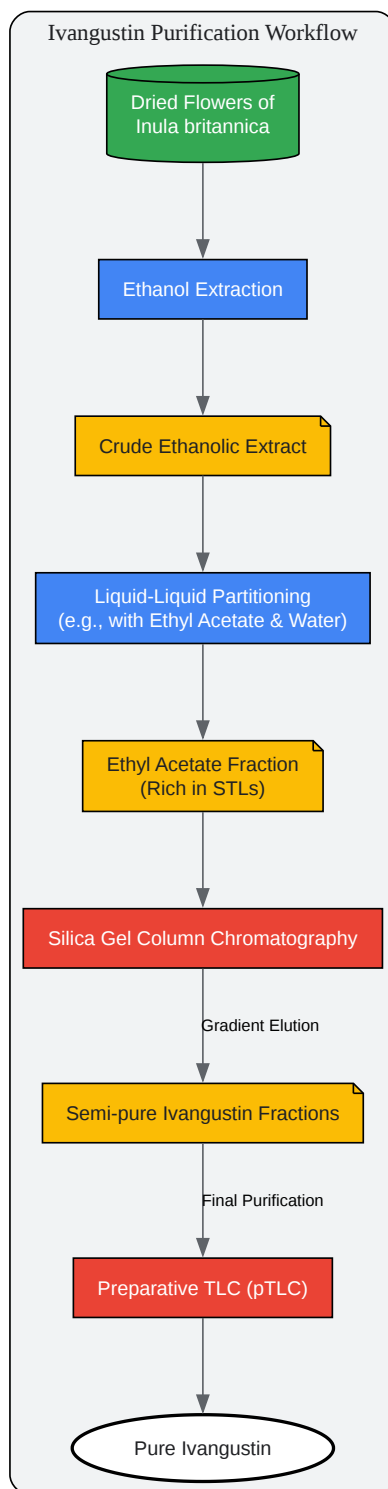 Ivangustin Purification Workflow
Dried Flowers of
Inula britannica
Ethanol Extraction
Crude Ethanolic Extract
Liquid-Liquid Partitioning
(e.g., with Ethyl Acetate & Water)
Ethyl Acetate Fraction
(Rich in STLs)
Silica Gel Column Chromatography
Gradient Elution
Semi-pure Ivangustin Fractions
Final Purification
Preparative TLC (pTLC)
Pure Ivangustin